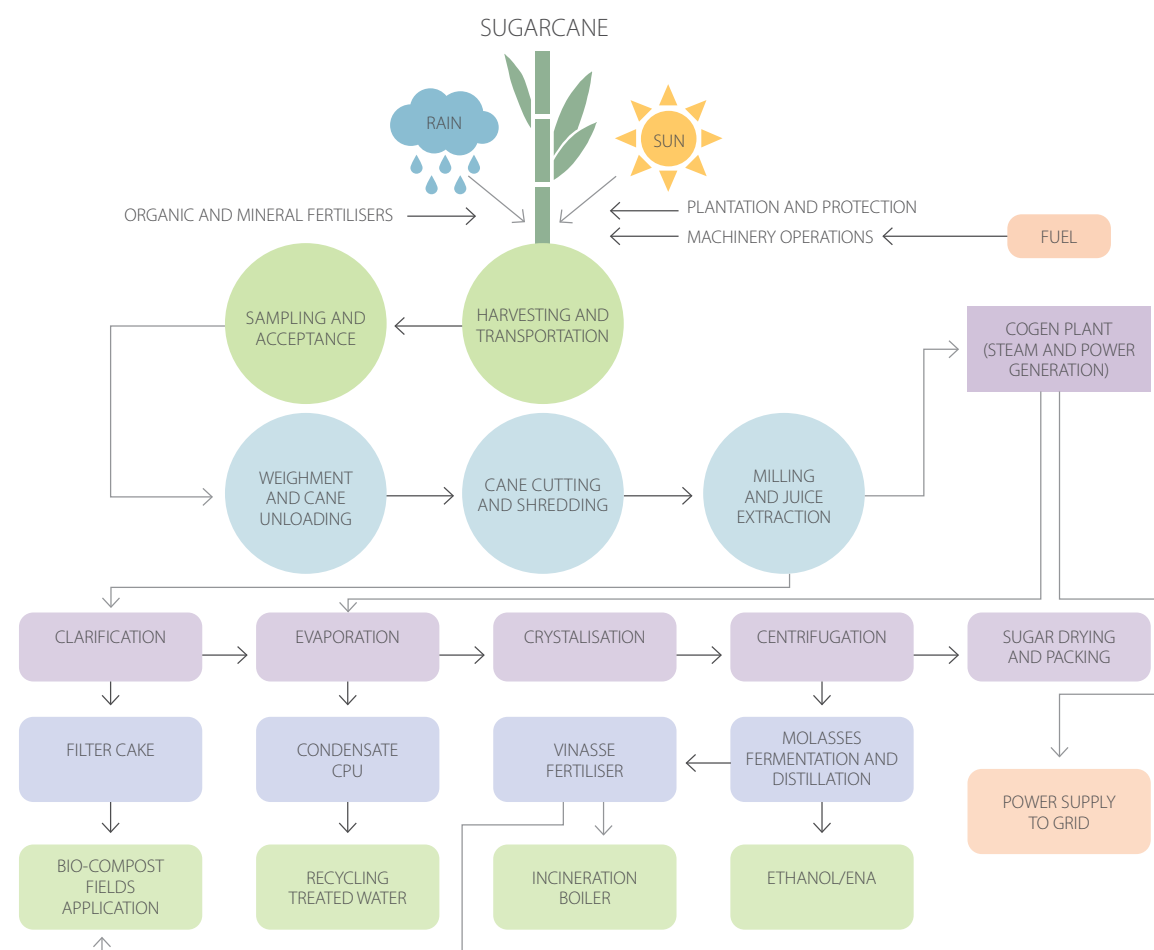 SUGARCANE
RAIN
SUN
ORGANIC AND MINERAL FERTILISERS
PLANTATION AND PROTECTION
MACHINERY OPERATIONS
FUEL
SAMPLING AND
ACCEPTANCE
HARVESTING AND
TRANSPORTATION
COGEN PLANT
(STEAM AND POWER
GENERATION)
WEIGHMENT
AND CANE
UNLOADING
CANE CUTTING
AND SHREDDING
MILLING
AND JUICE
EXTRACTION
CLARIFICATION
EVAPORATION
CRYSTALISATION
CENTRIFUGATION
SUGAR DRYING
AND PACKING
FILTER CAKE
CONDENSATE
CPU
VINASSE
FERTILISER
MOLASSES
FERMENTATION AND
DISTILLATION
POWER SUPPLY
TO GRID
BIO-COMPOST
FIELDS
APPLICATION
RECYCLING
TREATED WATER
INCINERATION
BOILER
ETHANOL/ENA